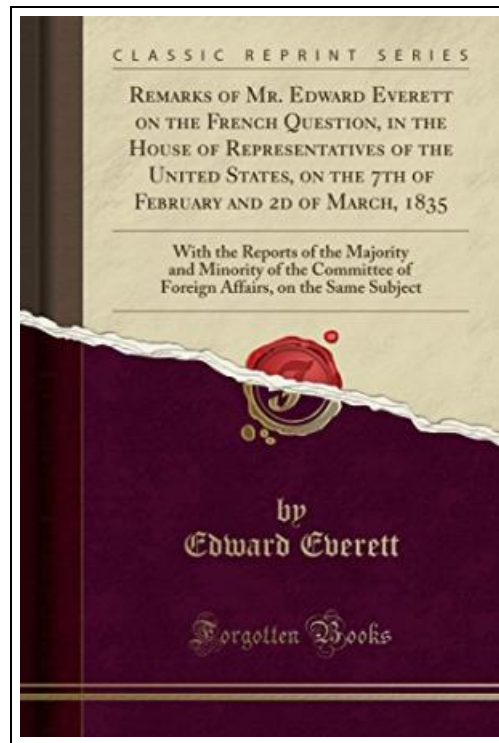 CLASSIC REPRINT SERIES
REMARKS OF MR. EDWARD EVERETT
ON THE FRENCH QUESTION, IN THE
HOUSE OF REPRESENTATIVES OF THE
UNITED STATES, ON THE 7TH OF
FEBRUARY AND 2D OF MARCH, 1835
With the Reports of the Majority
and Minority of the Committee of
Foreign Affairs, on the Same Subject
by
Edward Everett
Forgotten Books